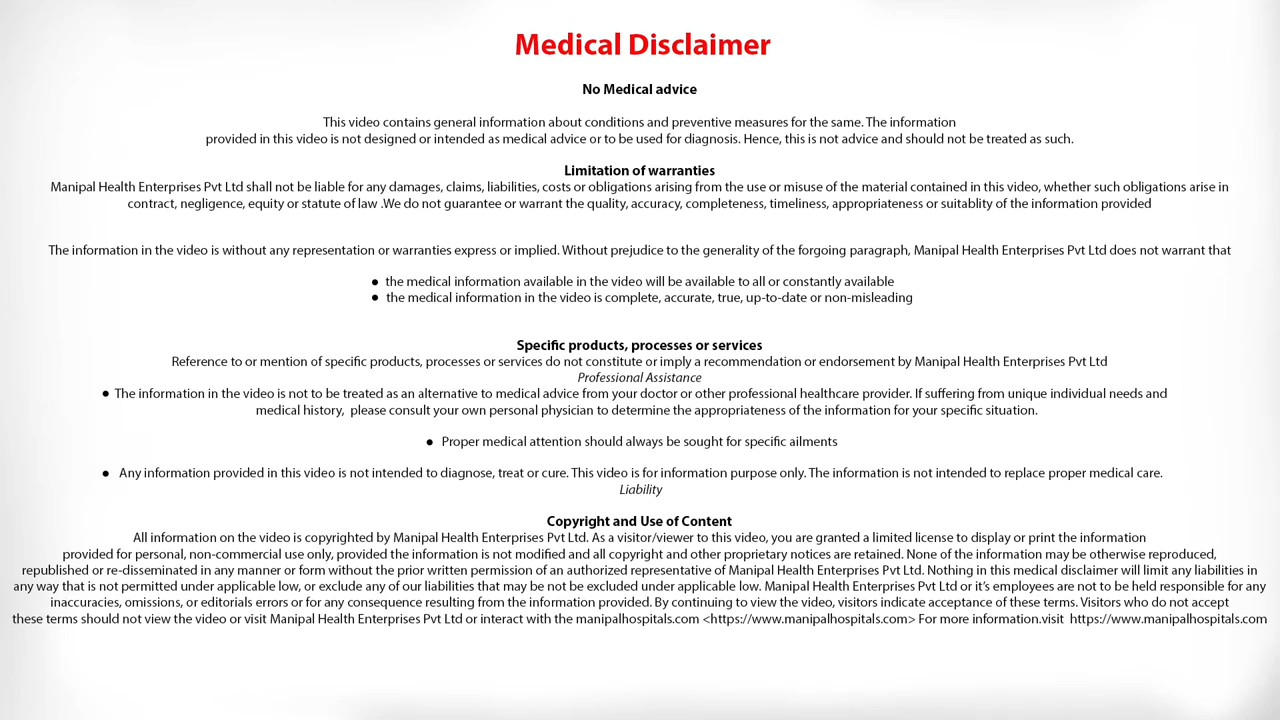 Medical Disclaimer
No Medical advice
This video contains general information about conditions and preventive measures for the same. The information
provided in this video is not designed or intended as medical advice or to be used for diagnosis. Hence, this is not advice and should not be treated as such.
Limitation of warranties
Manipal Health Enterprises Pvt Ltd shall not be liable for any damages, claims, liabilities, costs or obligations arising from the use or misuse of the material contained in this video, whether such obligations arise in
contract, negligence, equity or statute of law .We do not guarantee or warrant the quality, accuracy, completeness, timeliness, appropriateness or suitablity of the information provided
The information in the video is without any representation or warranties express or implied. Without prejudice to the generality of the forgoing paragraph, Manipal Health Enterprises Pvt Ltd does not warrant that
● the medical information available in the video will be available to all or constantly available
● the medical information in the video is complete, accurate, true, up-to-date or non-misleading
Specific products, processes or services
Reference to or mention of specific products, processes or services do not constitute or imply a recommendation or endorsement by Manipal Health Enterprises Pvt Ltd
Professional Assistance
● The information in the video is not to be treated as an alternative to medical advice from your doctor or other professional healthcare provider. If suffering from unique individual needs and
medical history, please consult your own personal physician to determine the appropriateness of the information for your specific situation.
● Proper medical attention should always be sought for specific ailments
● Any information provided in this video is not intended to diagnose, treat or cure. This video is for information purpose only. The information is not intended to replace proper medical care.
Liability
Copyright and Use of Content
All information on the video is copyrighted by Manipal Health Enterprises Pvt Ltd. As a visitor/viewer to this video, you are granted a limited license to display or print the information
provided for personal, non-commercial use only, provided the information is not modified and all copyright and other proprietary notices are retained. None of the information may be otherwise reproduced,
republished or re-disseminated in any manner or form without the prior written permission of an authorized representative of Manipal Health Enterprises Pvt Ltd. Nothing in this medical disclaimer will limit any liabilities in
any way that is not permitted under applicable low, or exclude any of our liabilities that may be not be excluded under applicable low. Manipal Health Enterprises Pvt Ltd or it's employees are not to be held responsible for any
inaccuracies, omissions, or editorials errors or for any consequence resulting from the information provided. By continuing to view the video, visitors indicate acceptance of these terms. Visitors who do not accept
these terms should not view the video or visit Manipal Health Enterprises Pvt Ltd or interact with the manipalhospitals.com <https://www.manipalhospitals.com> For more information.visit https://www.manipalhospitals.com